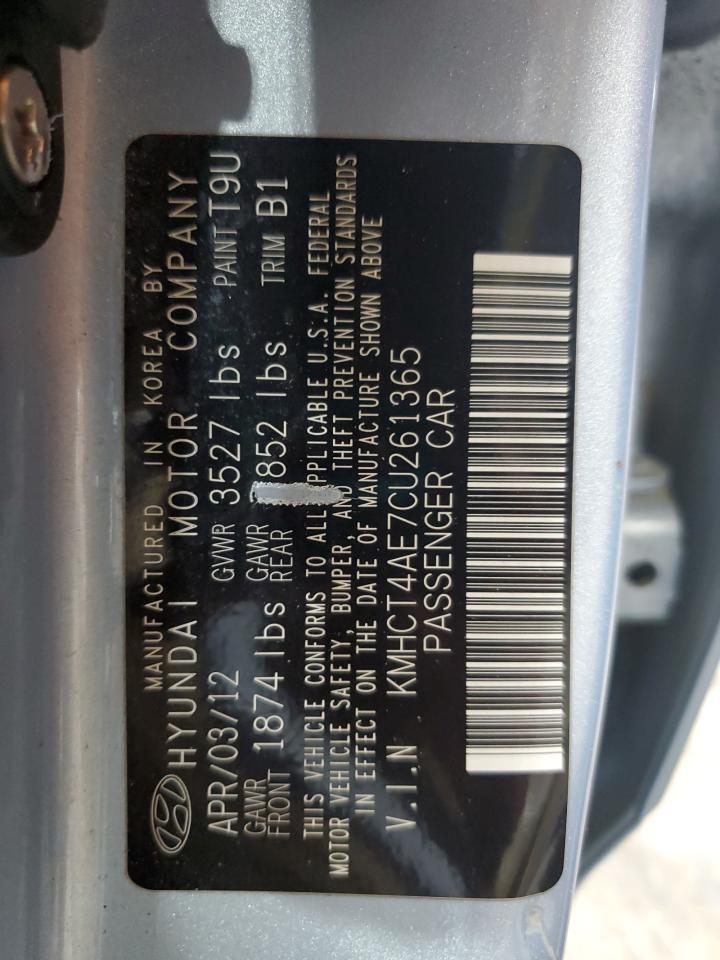 MANUFACTURED IN KOREA BY
HYUNDAI MOTOR COMPANY
APR/03/12 GVWR 3527 lbs PAINT T9U
GAWR FRONT 1874 lbs GAWR REAR 1852 lbs TRIM B1
THIS VEHICLE CONFORMS TO ALL APPLICABLE U.S.A. FEDERAL
MOTOR VEHICLE SAFETY, BUMPER, AND THEFT PREVENTION STANDARDS
IN EFFECT ON THE DATE OF MANUFACTURE SHOWN ABOVE
V.I.N KMHCT4AE7CU261365
PASSENGER CAR